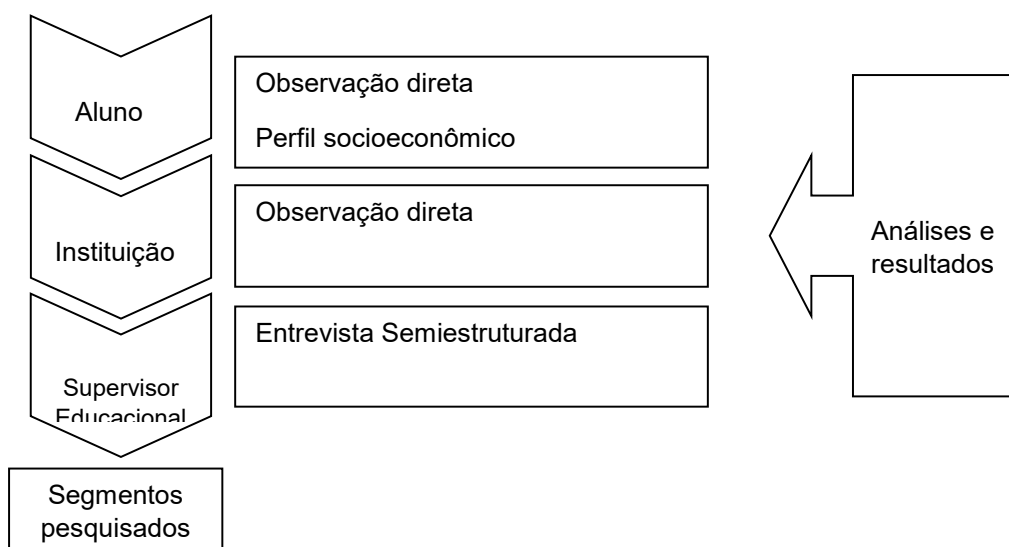 Aluno
Observação direta
Perfil socioeconômico
Instituição
Observação direta
Supervisor
Educacional
Entrevista Semiestruturada
Análises e
resultados
Segmentos
pesquisados